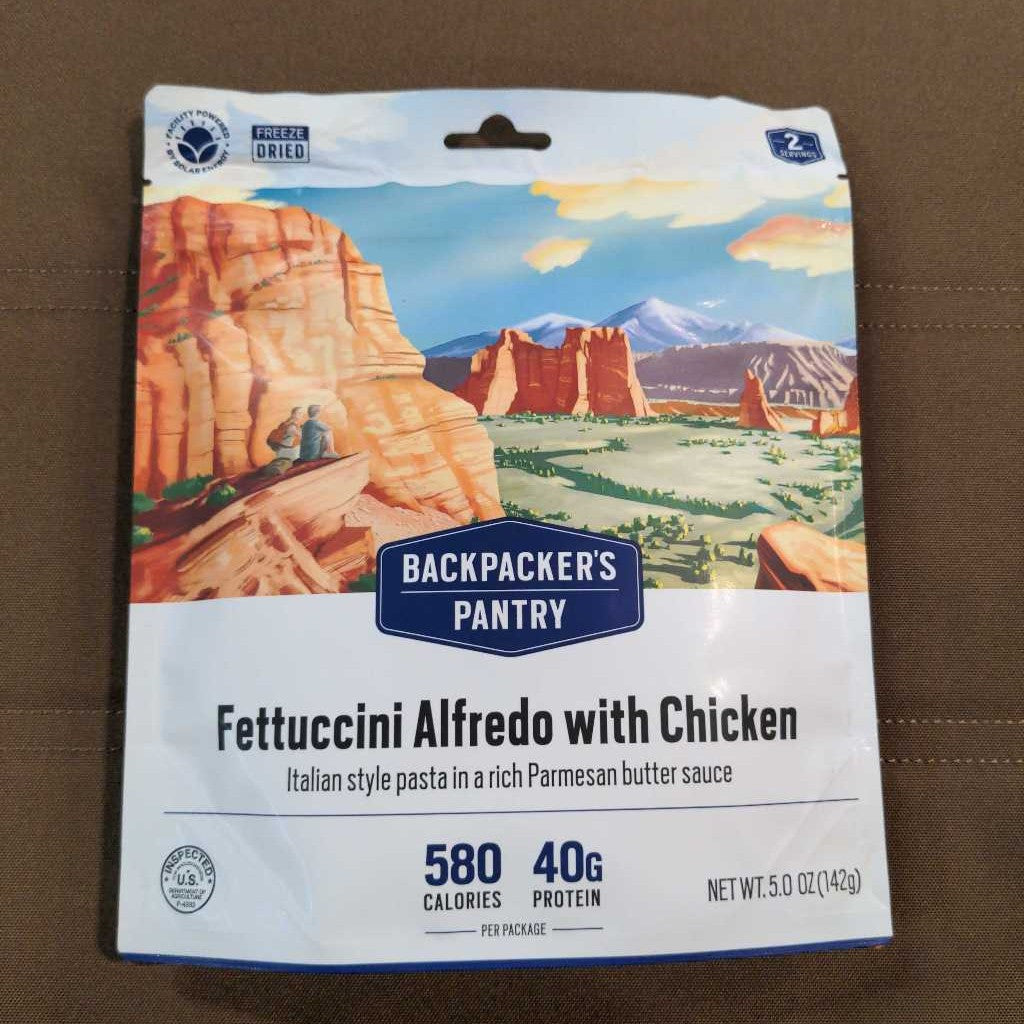 FACILITY POWERED
BY SOLAR ENERGY
FREEZE
DRIED
2
SERVINGS
BACKPACKER'S
PANTRY
Fettuccini Alfredo with Chicken
Italian style pasta in a rich Parmesan butter sauce
580
CALORIES
40G
PROTEIN
PER PACKAGE
INSPECTED
U.S.
DEPARTMENT OF
AGRICULTURE
NET WT. 5.0 OZ (142g)